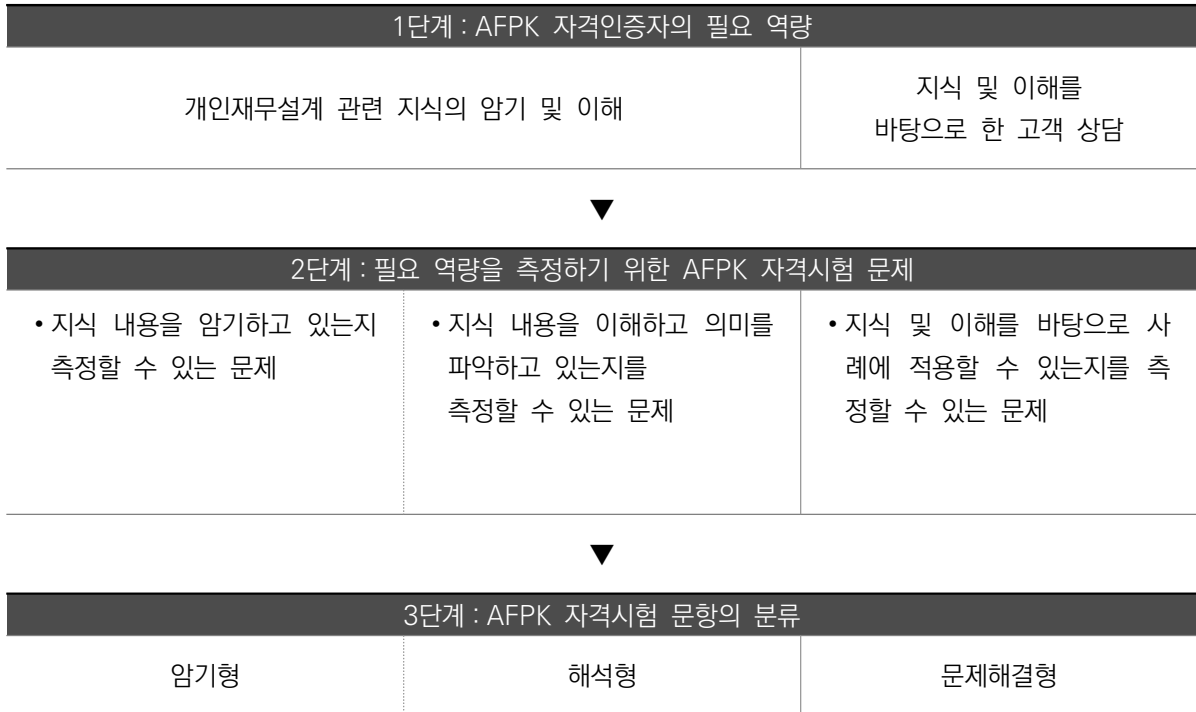 1단계 : AFPK 자격인증자의 필요 역량
개인재무설계 관련 지식의 암기 및 이해
지식 및 이해를
바탕으로 한 고객 상담
▼
2단계 : 필요 역량을 측정하기 위한 AFPK 자격시험 문제
• 지식 내용을 암기하고 있는지
측정할 수 있는 문제
• 지식 내용을 이해하고 의미를
파악하고 있는지를
측정할 수 있는 문제
• 지식 및 이해를 바탕으로 사
례에 적용할 수 있는지를 측
정할 수 있는 문제
▼
3단계 : AFPK 자격시험 문항의 분류
암기형
해석형
문제해결형